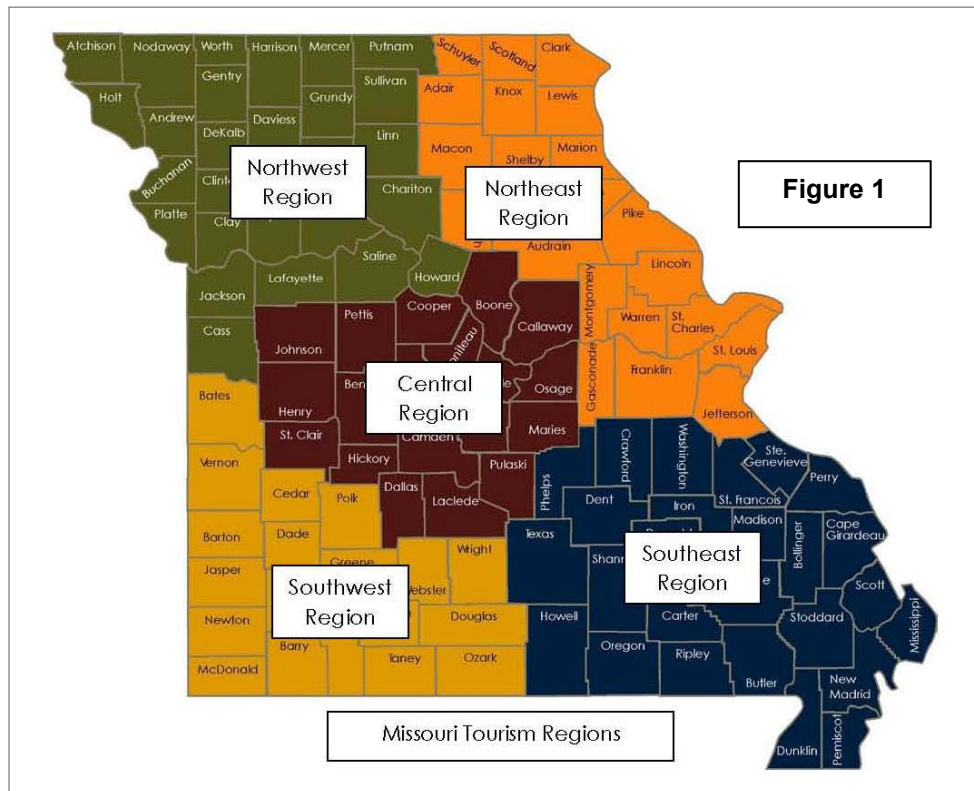 Atchison
Nodaway
Worth
Harrison
Mercer
Putnam
Schuyler
Scotland
Clark
Gentry
Sullivan
Adair
Knox
Lewis
Holt
Grundy
Andrew
DeKalb
Daviess
Linn
Macon
Shelby
Marion
Buchanan
Northwest
Region
Chariton
Northeast
Region
Figure 1
Platte
Clay
Pike
Audrain
Saline
Lafayette
Howard
Lincoln
Jackson
Boone
Montgomery
Cooper
Callaway
Warren
St.
Charles
Cass
Pettis
Johnson
St. Louis
Gasconade
Franklin
Central
Region
Osage
Bates
Henry
Jefferson
St. Clair
Camden
Maries
Hickory
Pulaski
Phelps
Crawford
Washington
Ste.
Genevieve
Perry
Vernon
Dallas
Laclede
Cedar
Polk
Dent
Iron
St. Francois
Madison
Bollinger
Cape
Girardeau
Barton
Dade
Wright
Texas
Jasper
Greene
Southwest
Region
Southeast
Region
Scott
Mississippi
Newton
Douglas
Howell
Carter
Stoddard
Barry
McDonald
Taney
Ozark
Oregon
Ripley
Butler
New
Madrid
Pemiscot
Dunklin
Missouri Tourism Regions